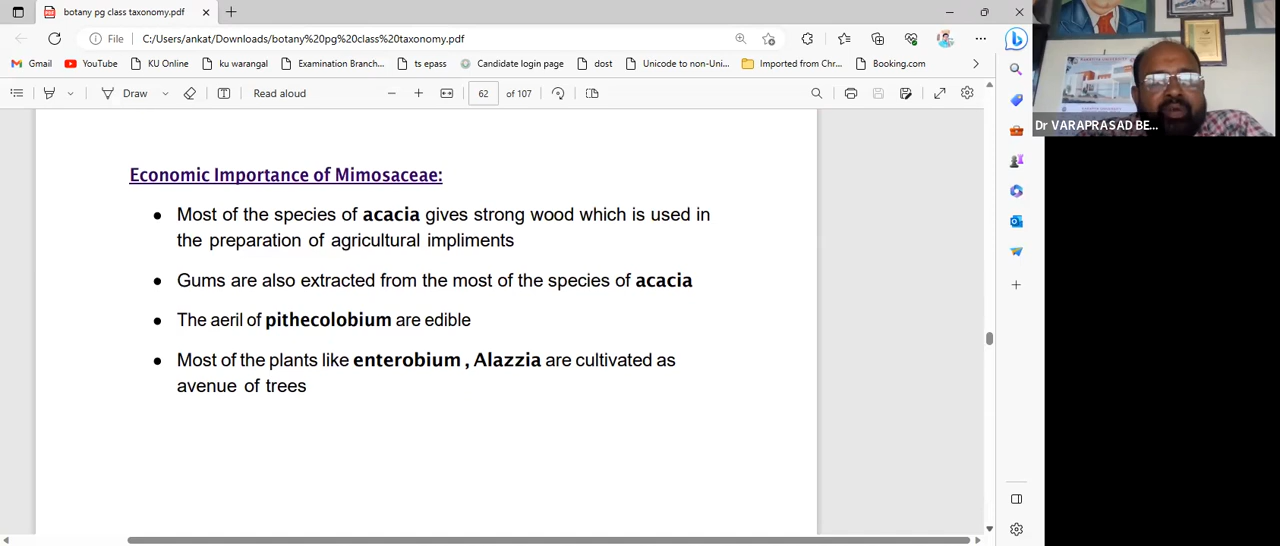 botany pg class taxonomy.pdf
File
C:/Users/ankat/Downloads/botany%20pg%20class%20taxonomy.pdf
Gmail
YouTube
KU Online
ku warangal
Examination Branch...
ts epass
Candidate login page
dost
Unicode to non-Uni...
Imported from Chr...
Booking.com
Draw
Read aloud
62
of 107
Dr VARAPRASAD BE...
Economic Importance of Mimosaceae:
Most of the species of acacia gives strong wood which is used in
the preparation of agricultural impliments
Gums are also extracted from the most of the species of acacia
The aeril of pithecolobium are edible
Most of the plants like enterobium , Alazzia are cultivated as
avenue of trees